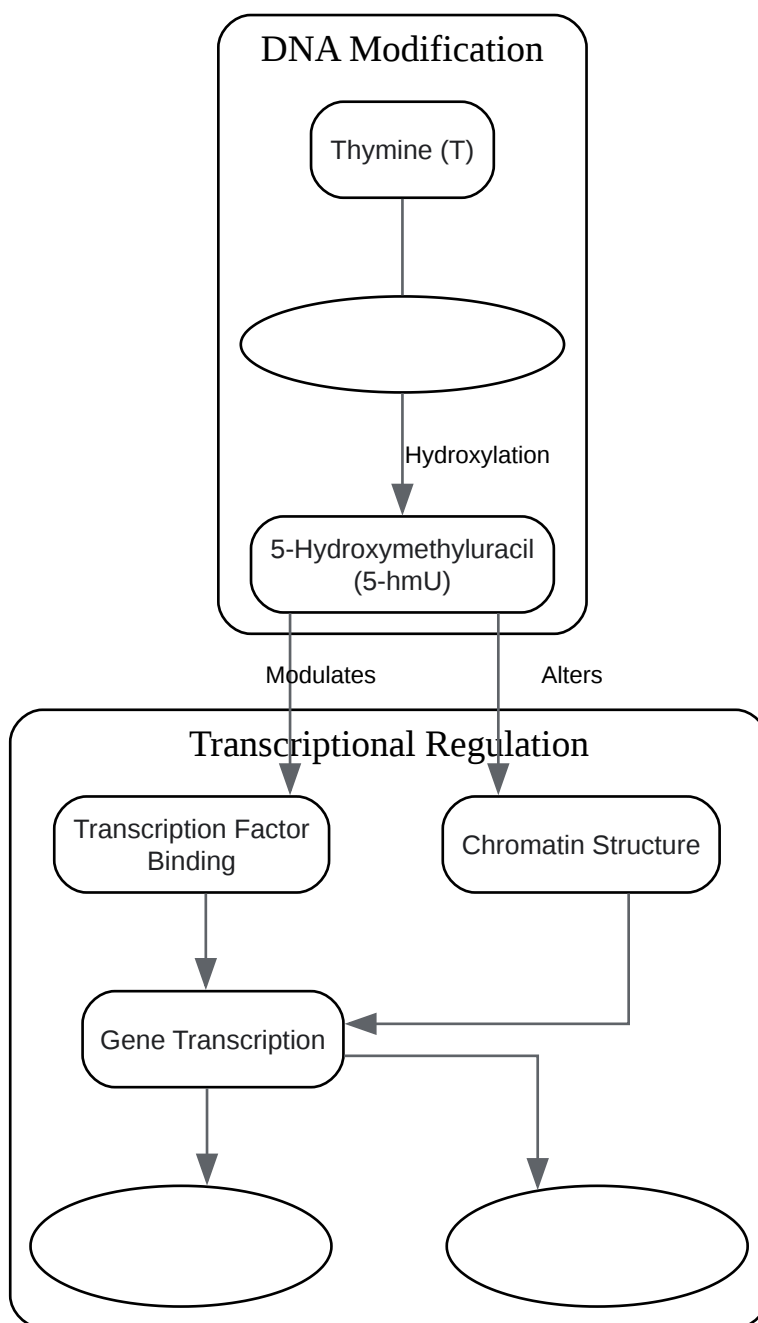 DNA Modification
Thymine (T)
Hydroxylation
5-Hydroxymethyluracil
(5-hmU)
Modulates
Alters
Transcriptional Regulation
Transcription Factor
Binding
Chromatin Structure
Gene Transcription